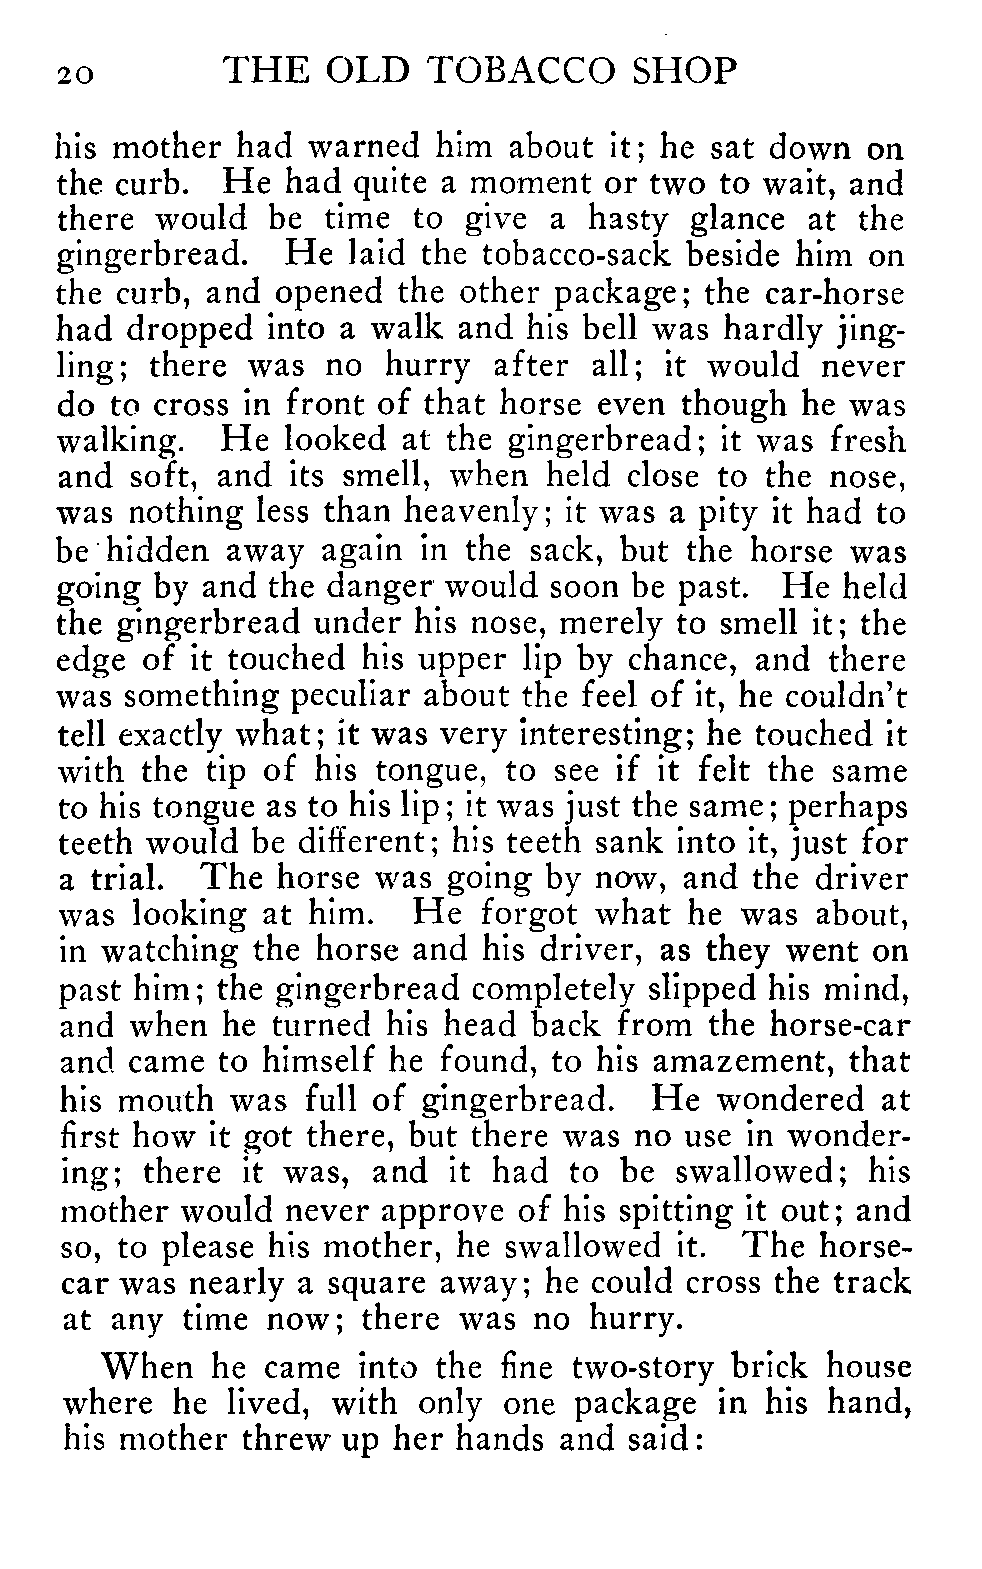 20 THE OLD TOBACCO SHOP
his mother had warned him about it; he sat down on
the curb. He had quite a moment or two to wait, and
there would be time to give a hasty glance at the
gingerbread. He laid the tobacco-sack beside him on
the curb, and opened the other package; the car-horse
had dropped into a walk and his bell was hardly jing-
ling; there was no hurry after all; it would never
do to cross in front of that horse even though he was
walking. He looked at the gingerbread; it was fresh
and soft, and its smell, when held close to the nose,
was nothing less than heavenly; it was a pity it had to
be hidden away again in the sack, but the horse was
going by and the danger would soon be past. He held
the gingerbread under his nose, merely to smell it; the
edge of it touched his upper lip by chance, and there
was something peculiar about the feel of it, he couldn't
tell exactly what; it was very interesting; he touched it
with the tip of his tongue, to see if it felt the same
to his tongue as to his lip; it was just the same; perhaps
teeth would be different; his teeth sank into it, just for
a trial. The horse was going by now, and the driver
was looking at him. He forgot what he was about,
in watching the horse and his driver, as they went on
past him; the gingerbread completely slipped his mind,
and when he turned his head back from the horse-car
and came to himself he found, to his amazement, that
his mouth was full of gingerbread. He wondered at
first how it got there, but there was no use in wonder-
ing; there it was, and it had to be swallowed; his
mother would never approve of his spitting it out; and
so, to please his mother, he swallowed it. The horse-
car was nearly a square away; he could cross the track
at any time now; there was no hurry.
When he came into the fine two-story brick house
where he lived, with only one package in his hand,
his mother threw up her hands and said: